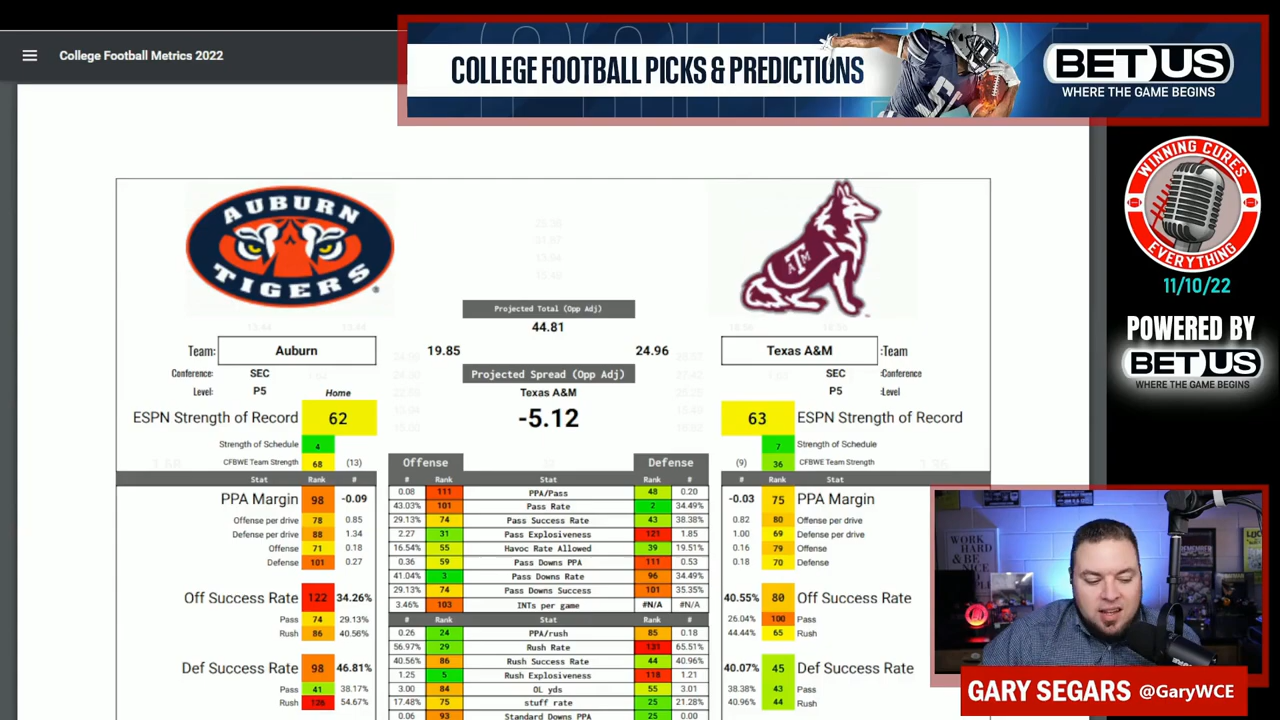 College Football Metrics 2022
COLLEGE FOOTBALL PICKS & PREDICTIONS
BETUS
WHERE THE GAME BEGINS
WINNING CURES
EVERYTHING
11/10/22
POWERED BY
BETUS
WHERE THE GAME BEGINS
AUBURN
TIGERS
ATM
Projected Total (Opp Adj)
44.81
Team: Auburn 19.85 24.96 Texas A&M :Team
Conference: SEC Projected Spread (Opp Adj) SEC :Conference
Level: P5 Home Texas A&M P5 :Level
ESPN Strength of Record 62 -5.12 63 ESPN Strength of Record
Strength of Schedule 4 7 Strength of Schedule
CFBWE Team Strength 68 (13) Offense Defense (9) 36 CFBWE Team Strength
Stat Rank # # Rank Stat Rank # # Rank Stat
PPA Margin 98 -0.09 -0.03 75 PPA Margin
Offense per drive 78 0.85 0.82 80 Offense per drive
Defense per drive 88 1.34 1.00 69 Defense per drive
Offense 71 0.18 0.16 79 Offense
Defense 101 0.27 0.18 70 Defense
Off Success Rate 122 34.26% 40.55% 80 Off Success Rate
Pass 74 29.13% 26.04% 100 Pass
Rush 86 40.56% 44.44% 65 Rush
Def Success Rate 98 46.81% 40.07% 45 Def Success Rate
Pass 41 38.17% 38.38% 43 Pass
Rush 126 54.67% 40.96% 44 Rush
0.08 111 PPA/Pass 48 0.20
43.03% 101 Pass Rate 2 34.49%
29.13% 74 Pass Success Rate 43 38.38%
2.27 31 Pass Explosiveness 121 1.85
16.54% 55 Havoc Rate Allowed 39 19.51%
0.36 59 Pass Downs PPA 111 0.53
41.04% 3 Pass Downs Rate 96 34.49%
29.13% 74 Pass Downs Success 101 35.35%
3.46% 103 INTs per game #N/A #N/A
# Rank Stat Rank #
0.26 24 PPA/rush 85 0.18
56.97% 29 Rush Rate 131 65.51%
40.56% 86 Rush Success Rate 44 40.96%
1.25 5 Rush Explosiveness 118 1.21
3.00 84 OL yds 55 3.01
17.48% 75 stuff rate 25 21.28%
0.06 93 Standard Downs PPA 25 0.00
WORK
HARD
& BE
NICE
GARY SEGARS @GaryWCE